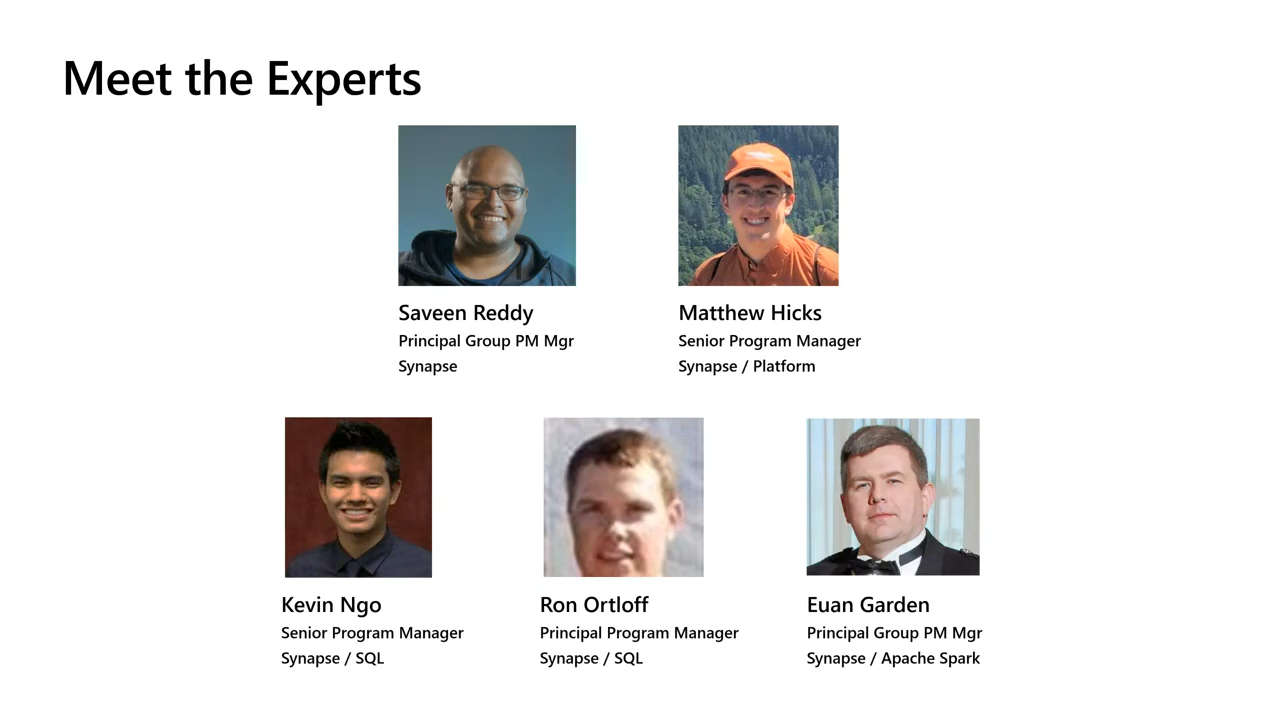 Meet the Experts
Saveen Reddy
Principal Group PM Mgr
Synapse
Matthew Hicks
Senior Program Manager
Synapse / Platform
Kevin Ngo
Senior Program Manager
Synapse / SQL
Ron Ortloff
Principal Program Manager
Synapse / SQL
Euan Garden
Principal Group PM Mgr
Synapse / Apache Spark